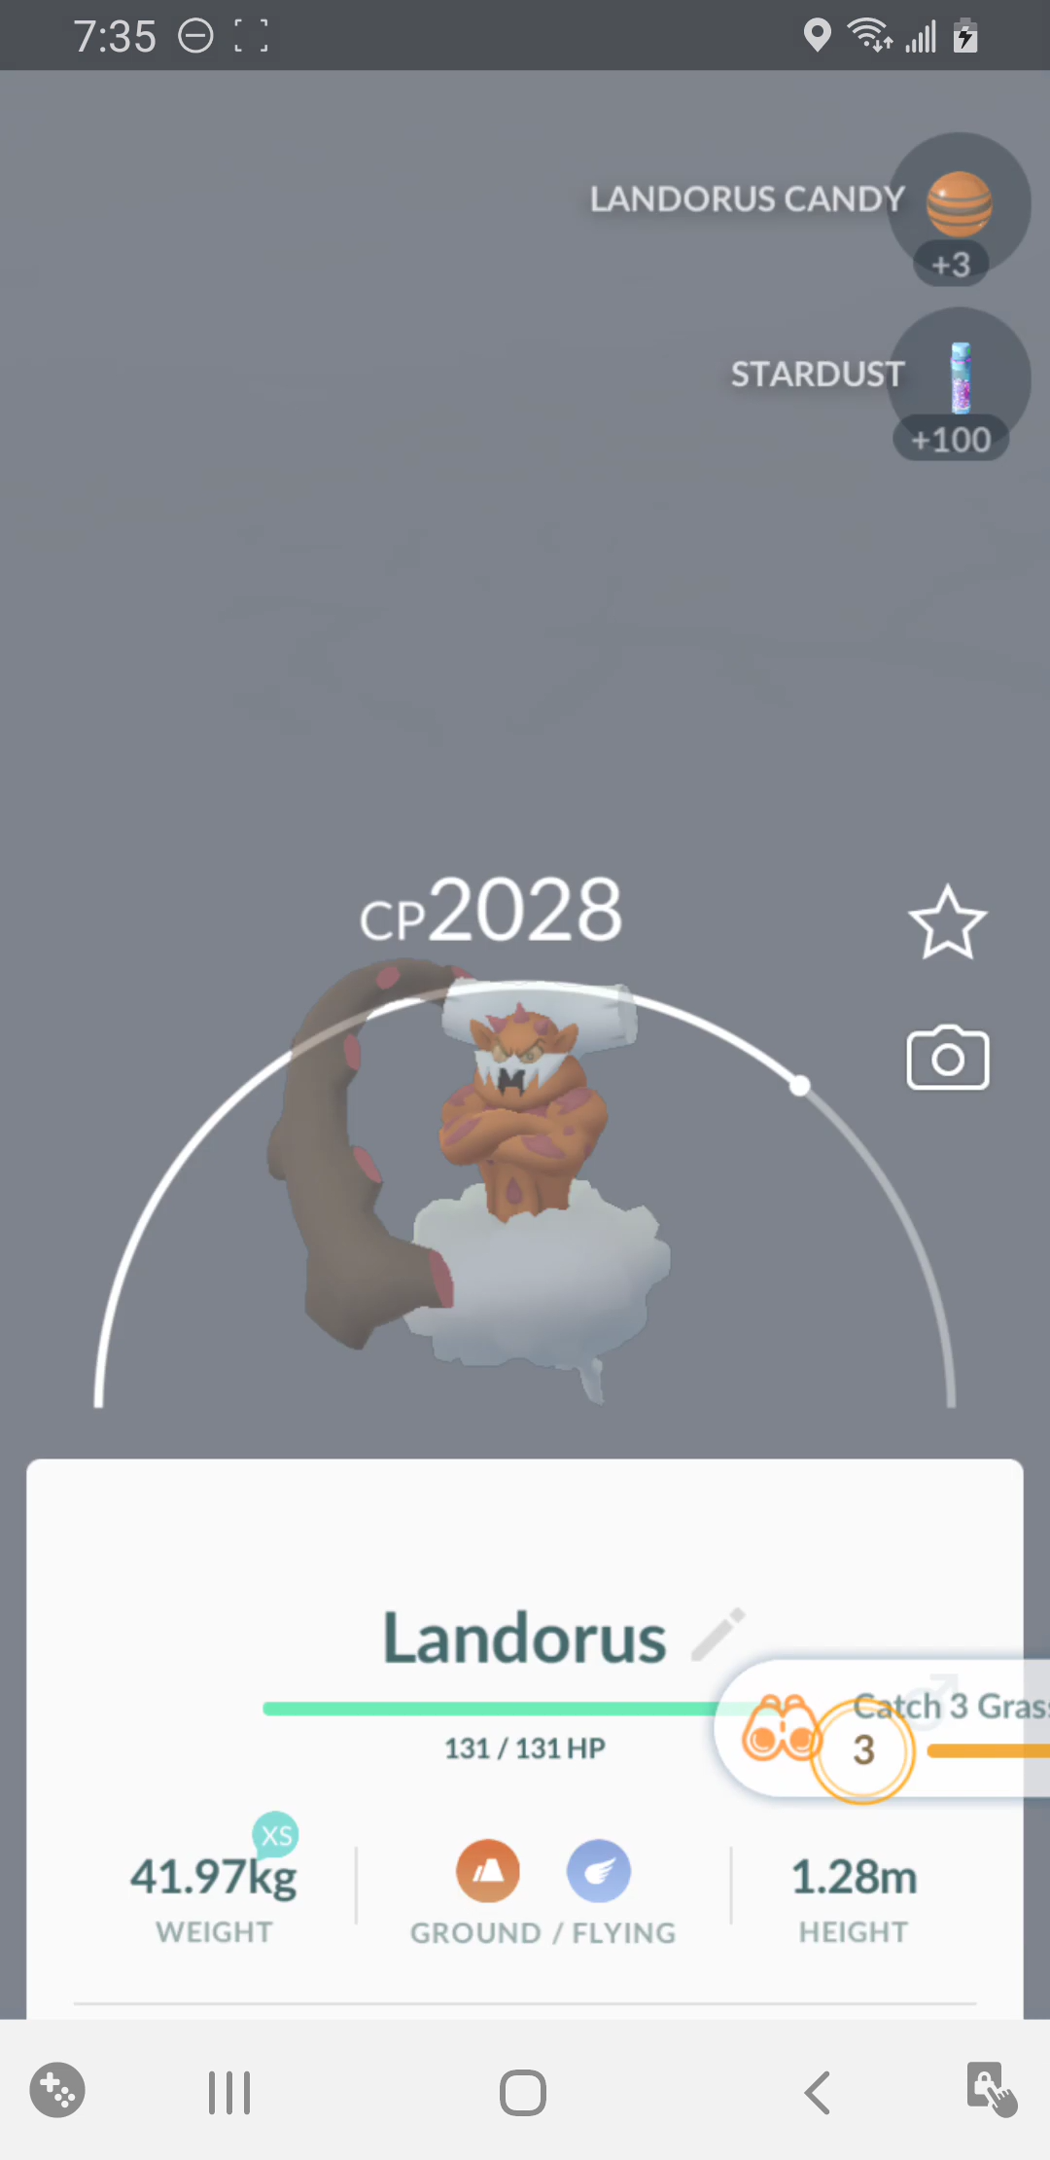 7:35
LANDORUS CANDY
+3
STARDUST
+100
CP2028
Landorus
Catch 3 Gras
3
131 / 131 HP
XS
41.97kg
1.28m
WEIGHT
GROUND / FLYING
HEIGHT